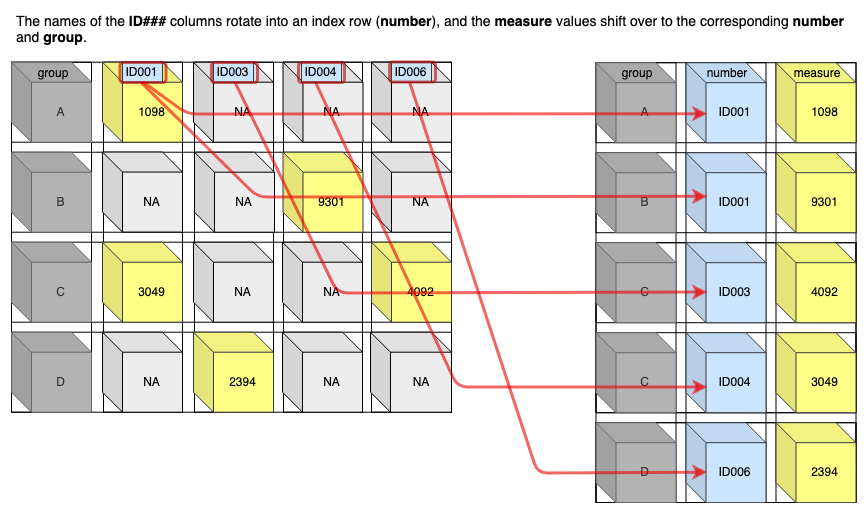 The names of the ID### columns rotate into an index row (number), and the measure values shift over to the corresponding number
and group.
group ID001 ID003 ID004 ID006
A 1098 NA NA NA
B NA NA 9301 NA
C 3049 NA NA 4092
D NA 2394 NA NA
group number measure
A ID001 1098
B ID001 9301
C ID003 4092
C ID004 3049
D ID006 2394